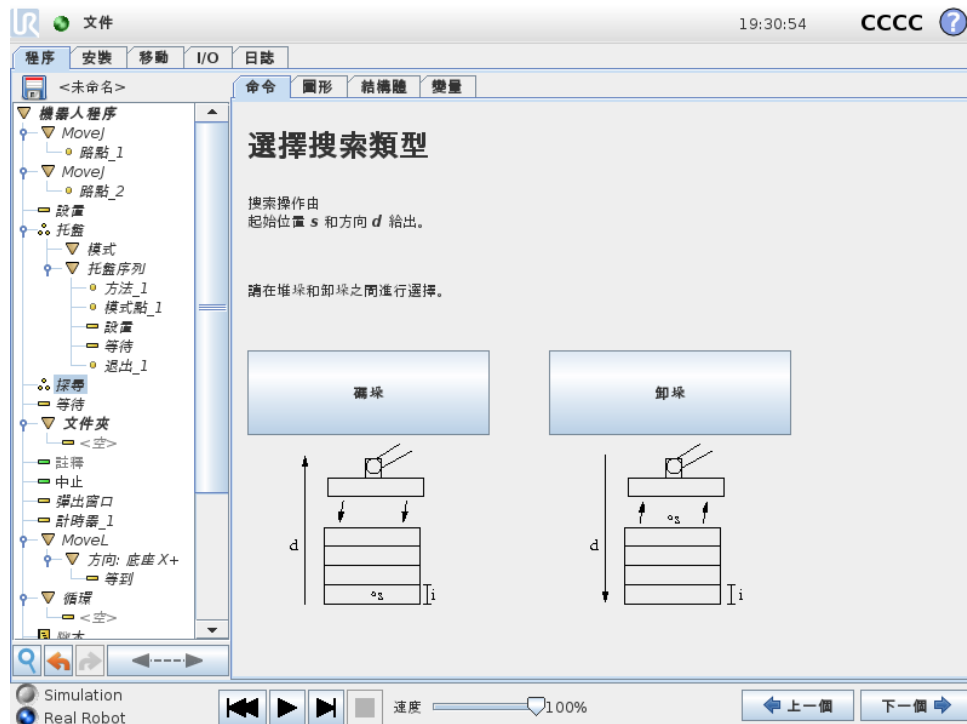 UR 文件 19:30:54 CCCC ?
程序 安裝 移動 I/O 日誌
<未命名>
命令 圖形 結構體 變量
機器人程序
MoveJ
路點_1
MoveJ
路點_2
設置
托盤
模式
托盤序列
方法_1
模式點_1
設置
等待
退出_1
探尋
等待
文件夾
<空>
註釋
中止
彈出窗口
計時器_1
MoveL
方向: 底座 X+
等到
循環
<空>
腳本
選擇搜索類型
搜索操作由
起始位置 s 和方向 d 給出。
請在堆垛和卸垛之間進行選擇。
碼垛 卸垛
d s i
d s i
Simulation
Real Robot
速度 100%
上一個 下一個